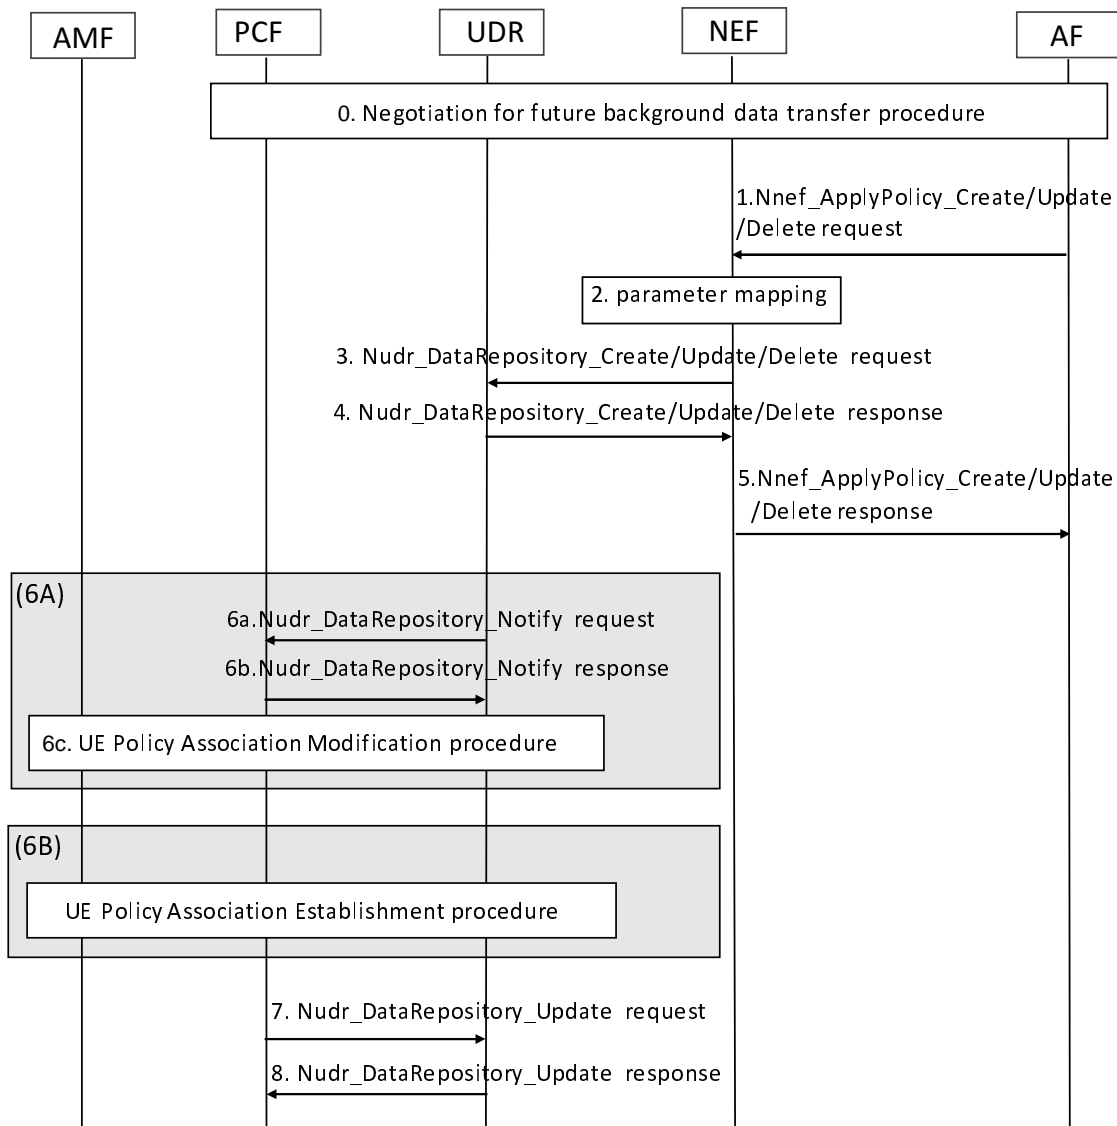 AMF
PCF
UDR
NEF
AF
0. Negotiation for future background data transfer procedure
1.Nnef_ApplyPolicy_Create/Update
/Delete request
2. parameter mapping
3. Nudr_DataRepository_Create/Update/Delete request
4. Nudr_DataRepository_Create/Update/Delete response
5.Nnef_ApplyPolicy_Create/Update
/Delete response
(6A)
6a.Nudr_DataRepository_Notify request
6b.Nudr_DataRepository_Notify response
6c. UE Policy Association Modification procedure
(6B)
UE Policy Association Establishment procedure
7. Nudr_DataRepository_Update request
8. Nudr_DataRepository_Update response